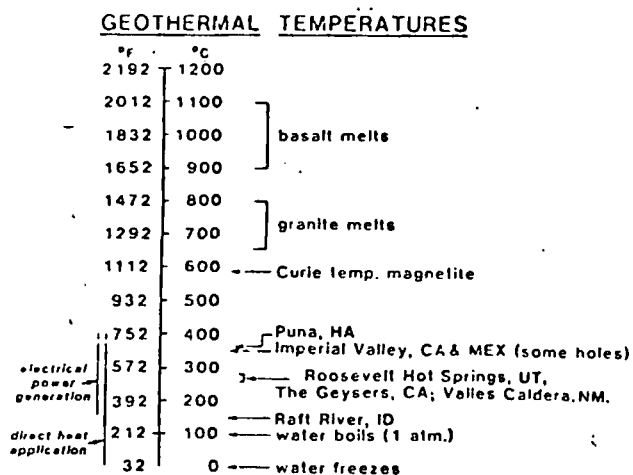 GEOTHERMAL TEMPERATURES
°F °C
2192 1200
2012 1100
basalt melts
1832 1000
1652 900
1472 800
granite melts
1292 700
1112 600
Curie temp. magnetite
932 500
752 400
Puna, HA
Imperial Valley, CA & MEX (some holes)
electrical
power
generation
572 300
Roosevelt Hot Springs, UT,
The Geysers, CA; Valles Caldera, NM.
392 200
Raft River, ID
direct heat
application
212 100
water boils (1 atm.)
32 0
water freezes